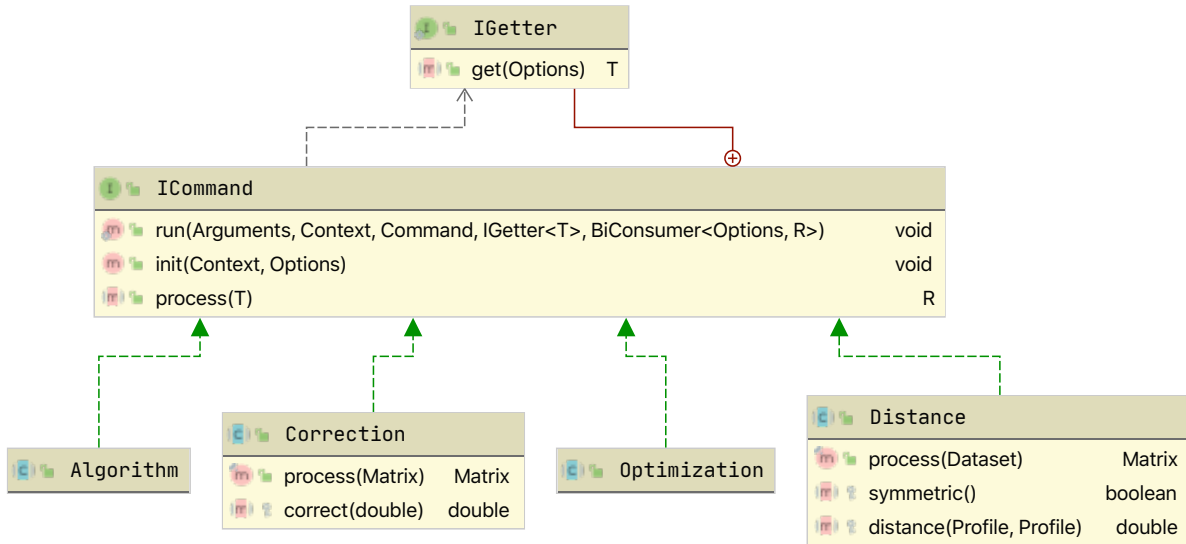 IGetter
get(Options) T
ICommand
run(Arguments, Context, Command, IGetter<T>, BiConsumer<Options, R>) void
init(Context, Options) void
process(T) R
Algorithm
Correction
process(Matrix) Matrix
correct(double) double
Optimization
Distance
process(Dataset) Matrix
symmetric() boolean
distance(Profile, Profile) double